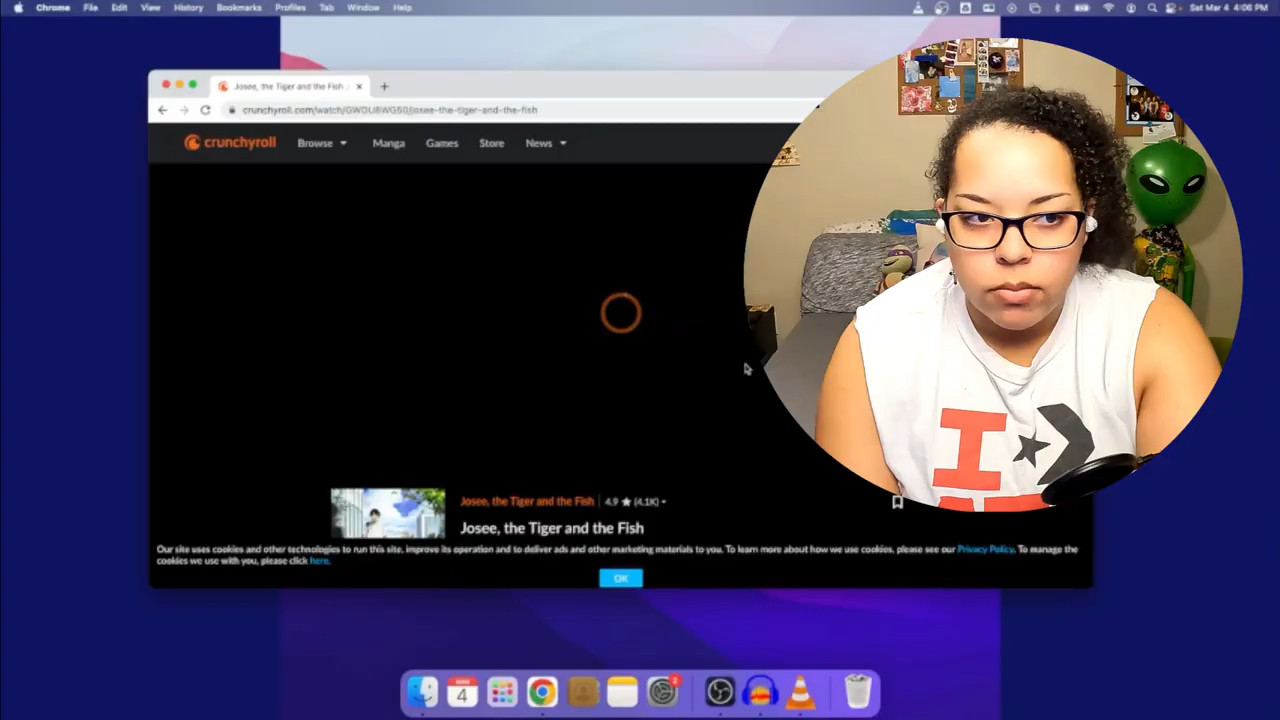 Chrome File Edit View History Bookmarks Profiles Tab Window Help
Sat Mar 4 4:06 PM
Josee, the Tiger and the Fish
crunchyroll.com/watch/GWDU8WG50/josee-the-tiger-and-the-fish
crunchyroll Browse Manga Games Store News
Josee, the Tiger and the Fish 4.9 ★ (4.1K)
Josee, the Tiger and the Fish
Our site uses cookies and other technologies to run this site, improve its operation and to deliver ads and other marketing materials to you. To learn more about how we use cookies, please see our Privacy Policy. To manage the
cookies we use with you, please click here.
OK
I
4
2